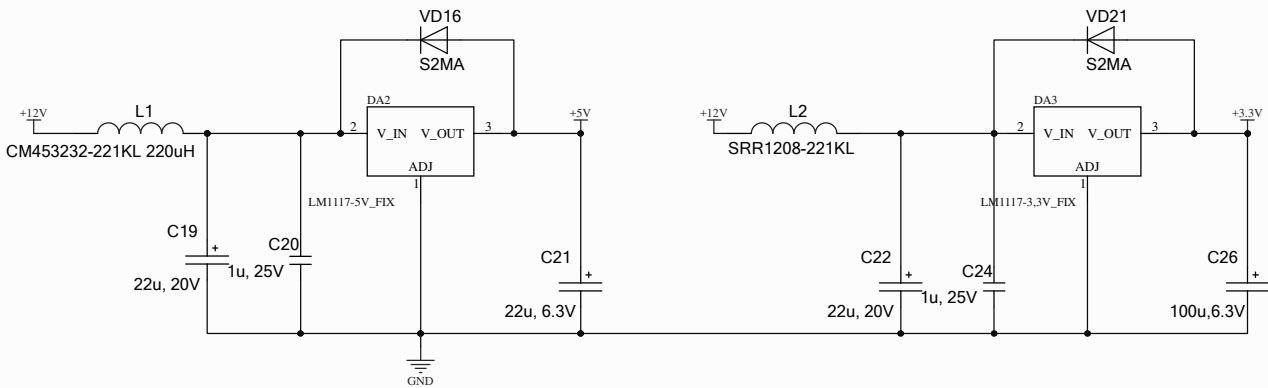 VD16
S2MA
+12V
L1
CM453232-221KL 220uH
DA2
2
V_IN
V_OUT
3
ADJ
1
LM1117-5V_FIX
+5V
C19
+
22u, 20V
C20
1u, 25V
C21
+
22u, 6.3V
GND
VD21
S2MA
+12V
L2
SRR1208-221KL
DA3
2
V_IN
V_OUT
3
ADJ
1
LM1117-3,3V_FIX
+3.3V
C22
+
22u, 20V
C24
1u, 25V
C26
+
100u,6.3V